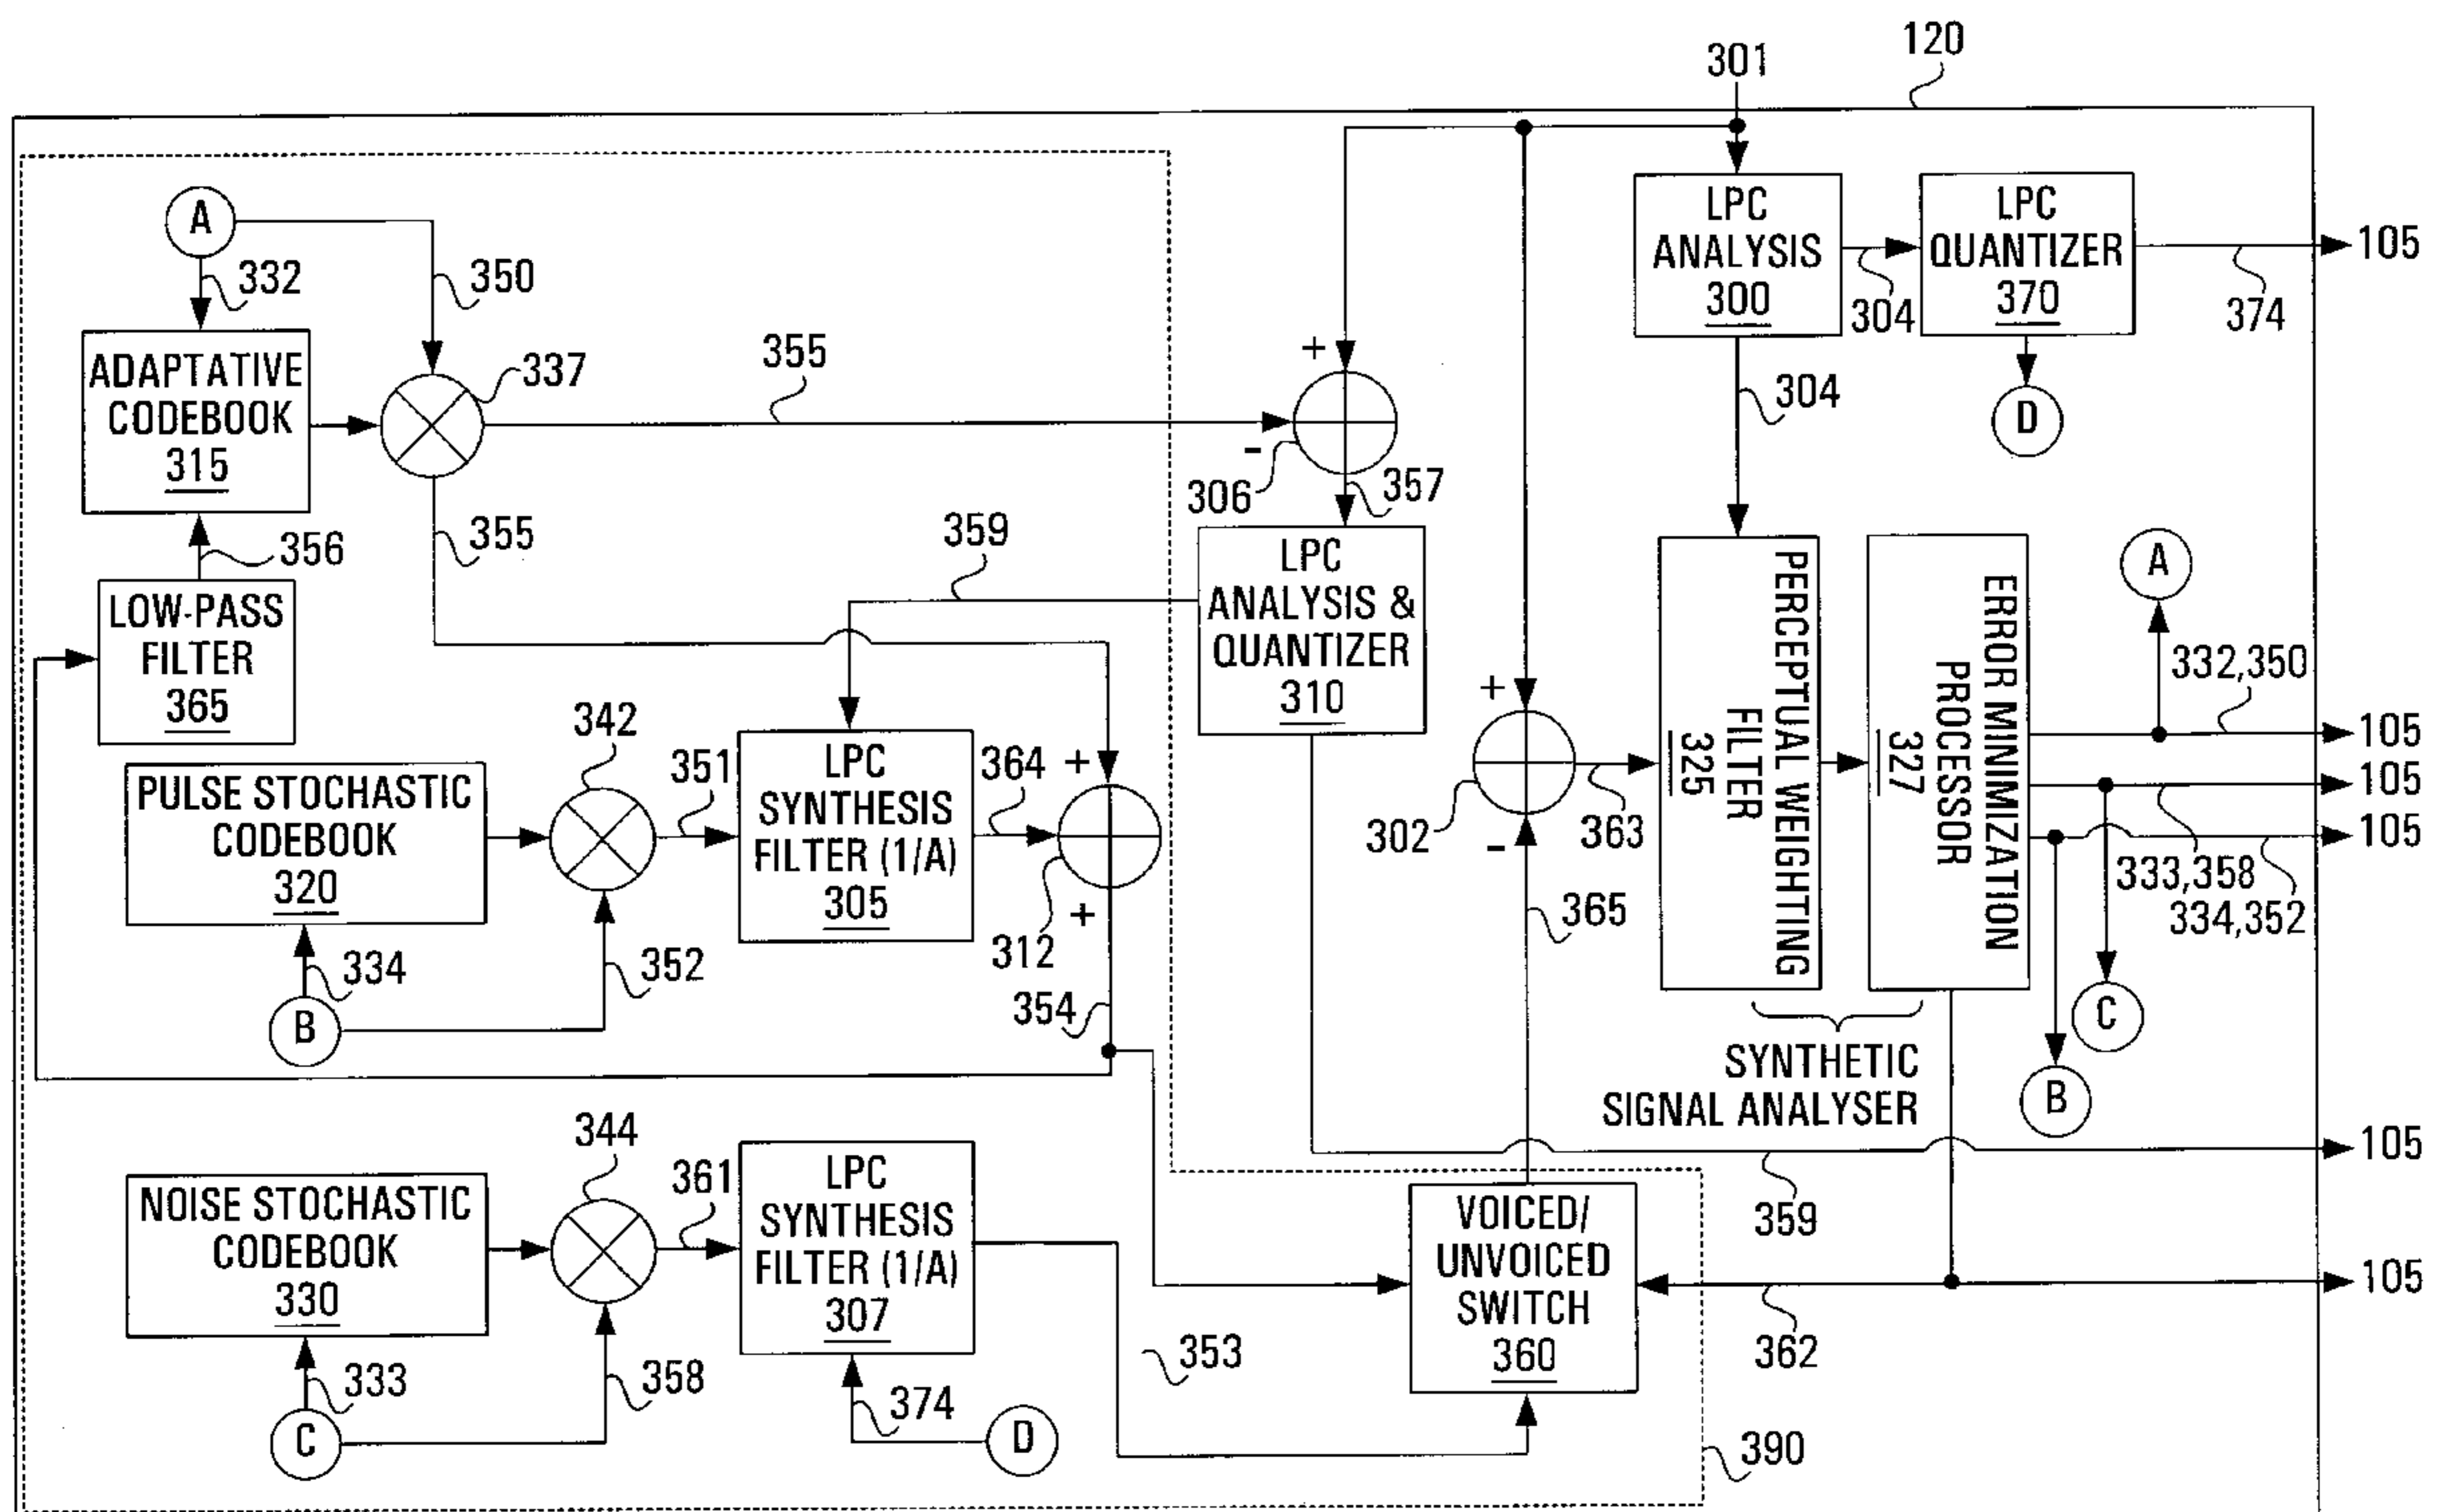 120
301
A
332
350
ADAPTATIVE
CODEBOOK
315
337
355
355
356
LOW-PASS
FILTER
365
PULSE STOCHASTIC
CODEBOOK
320
342
351
334
B
352
LPC
SYNTHESIS
FILTER (1/A)
305
364
+
+
312
354
359
+
-
306
357
LPC
ANALYSIS &
QUANTIZER
310
LPC
ANALYSIS
300
304
304
LPC
QUANTIZER
370
D
374
105
+
-
302
363
365
PERCEPTUAL WEIGHTING
FILTER
325
ERROR MINIMIZATION
PROCESSOR
327
A
332,350
105
105
105
333,358
334,352
C
B
SYNTHETIC
SIGNAL ANALYSER
105
359
NOISE STOCHASTIC
CODEBOOK
330
344
361
333
C
358
LPC
SYNTHESIS
FILTER (1/A)
307
374
D
353
VOICED/
UNVOICED
SWITCH
360
362
105
390